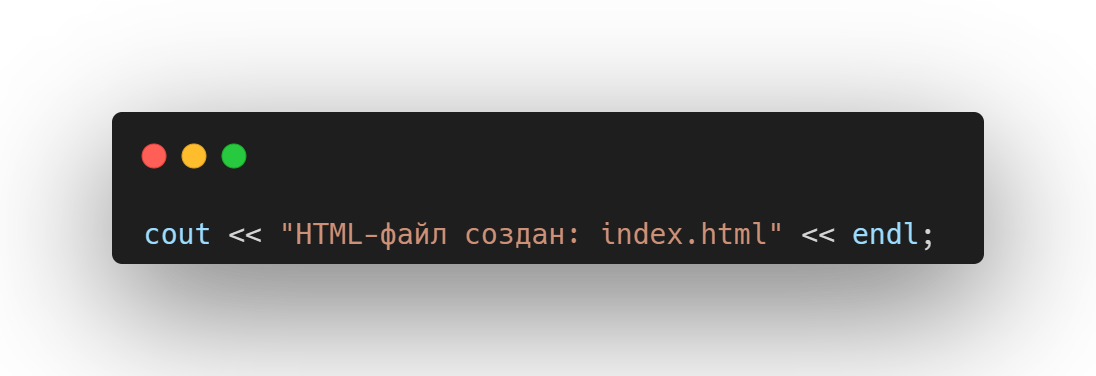 cout << "HTML-файл создан: index.html" << endl;